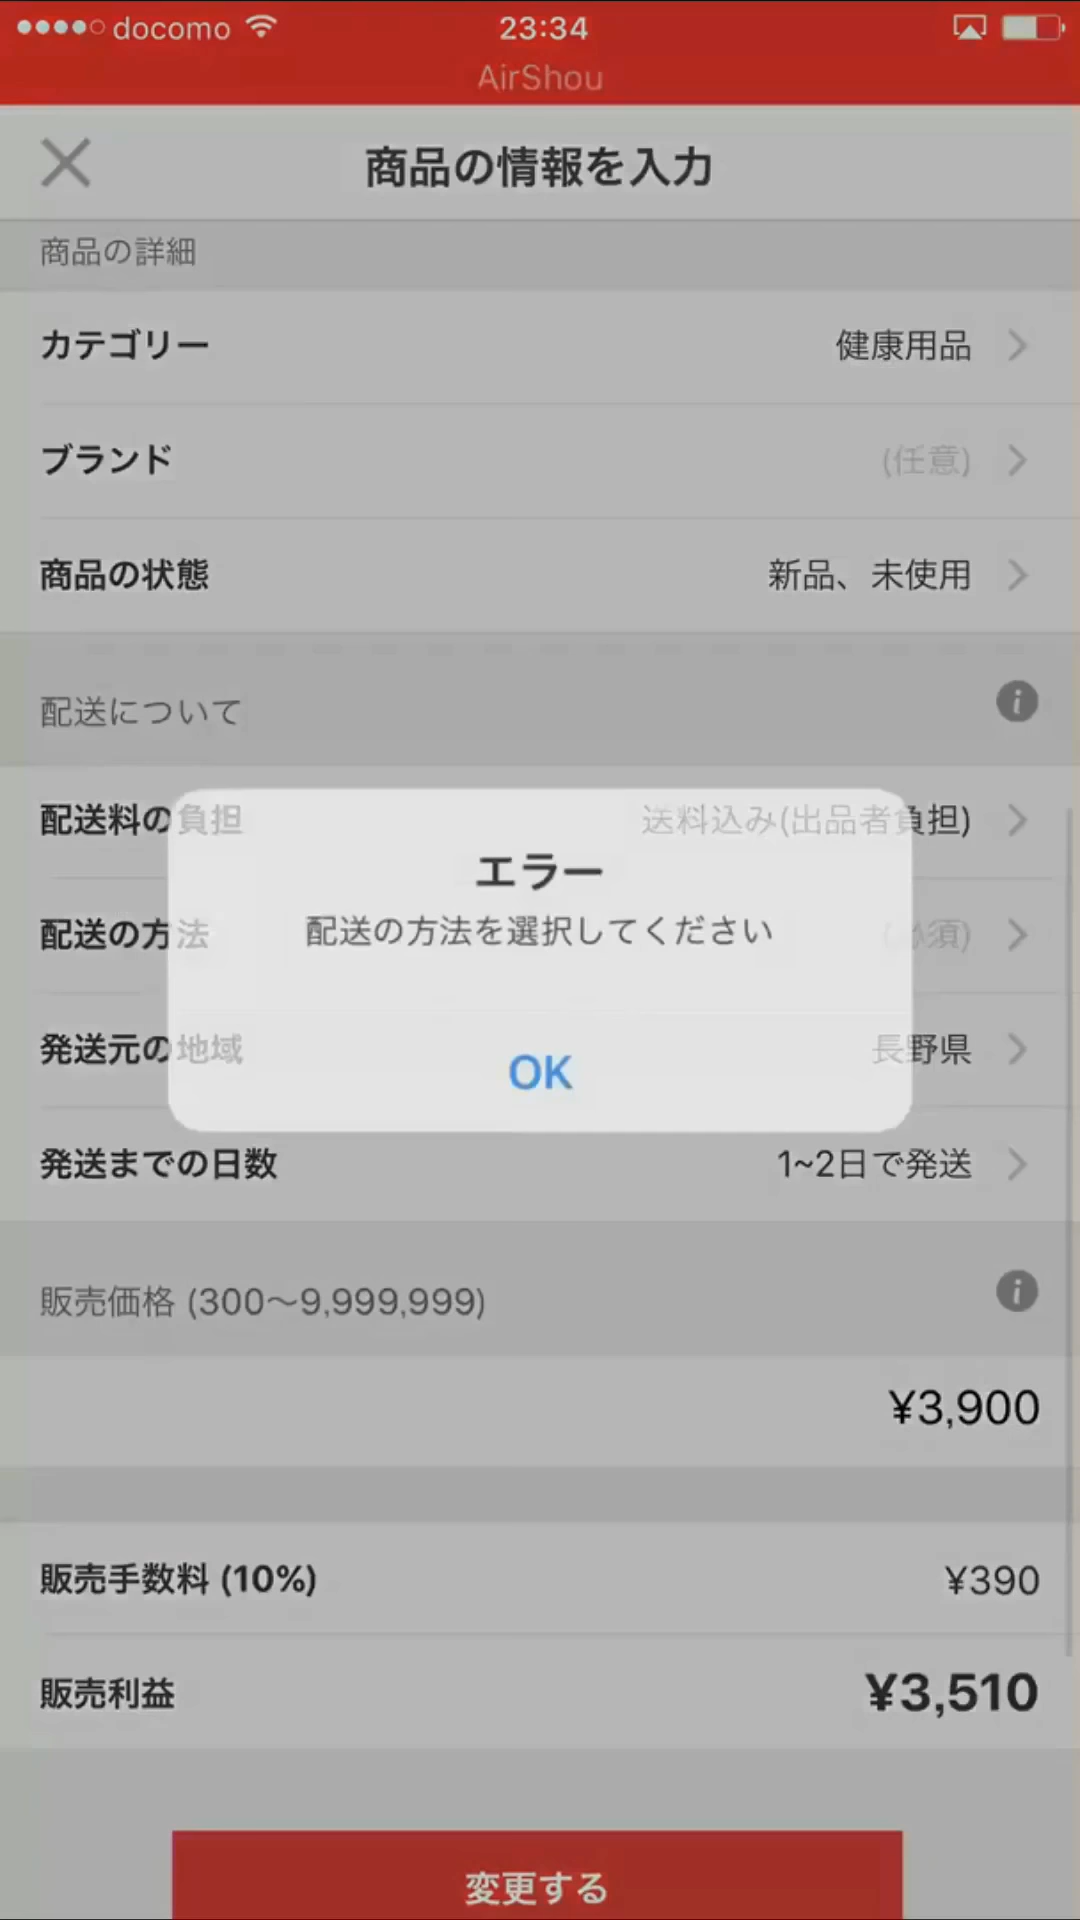 docomo 23:34
AirShou
商品の情報を入力
商品の詳細
カテゴリー 健康用品
ブランド (任意)
商品の状態 新品、未使用
配送について
配送料の負担 送料込み(出品者負担)
エラー
配送の方法を選択してください
配送の方法 (必須)
発送元の地域 長野県
OK
発送までの日数 1~2日で発送
販売価格 (300〜9,999,999)
¥3,900
販売手数料 (10%) ¥390
販売利益 ¥3,510
変更する